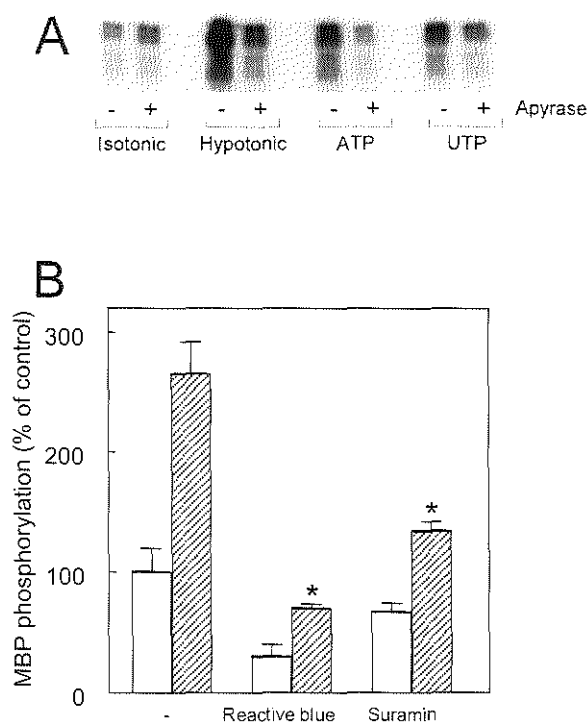 A
- + - + - + - + Apyrase
Isotonic Hypotonic ATP UTP
B
MBP phosphorylation (% of control)
300
200
100
0
* *
- Reactive blue Suramin